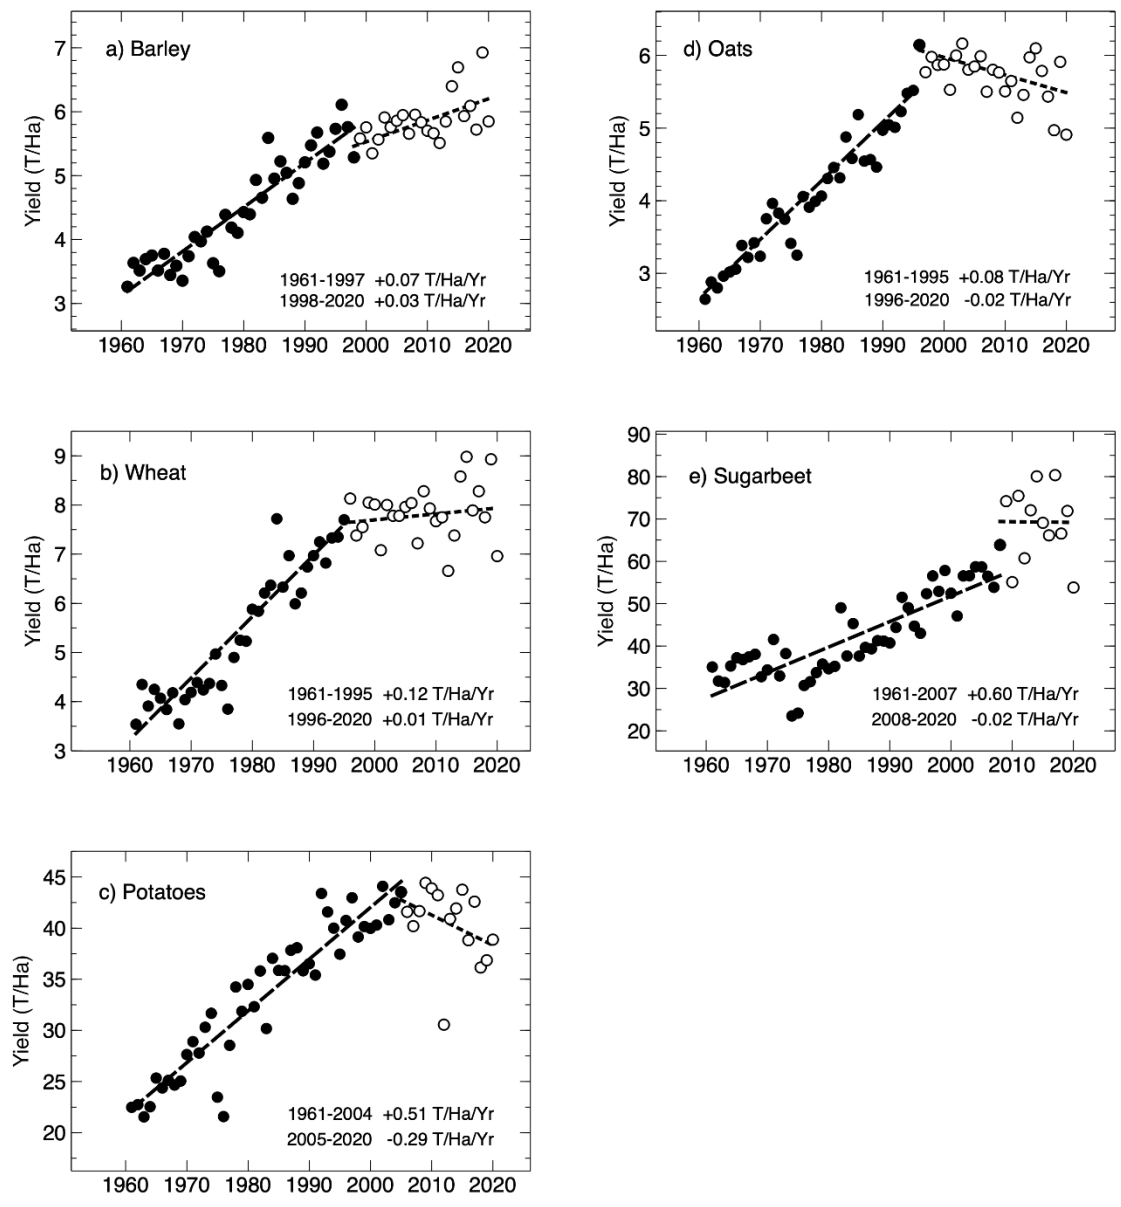 a) Barley
7
6
5
4
3
Yield (T/Ha)
1961-1997 +0.07 T/Ha/Yr
1998-2020 +0.03 T/Ha/Yr
1960 1970 1980 1990 2000 2010 2020
d) Oats
6
5
4
3
Yield (T/Ha)
1961-1995 +0.08 T/Ha/Yr
1996-2020 -0.02 T/Ha/Yr
1960 1970 1980 1990 2000 2010 2020
b) Wheat
9
8
7
6
5
4
3
Yield (T/Ha)
1961-1995 +0.12 T/Ha/Yr
1996-2020 +0.01 T/Ha/Yr
1960 1970 1980 1990 2000 2010 2020
e) Sugarbeet
90
80
70
60
50
40
30
20
Yield (T/Ha)
1961-2007 +0.60 T/Ha/Yr
2008-2020 -0.02 T/Ha/Yr
1960 1970 1980 1990 2000 2010 2020
c) Potatoes
45
40
35
30
25
20
Yield (T/Ha)
1961-2004 +0.51 T/Ha/Yr
2005-2020 -0.29 T/Ha/Yr
1960 1970 1980 1990 2000 2010 2020